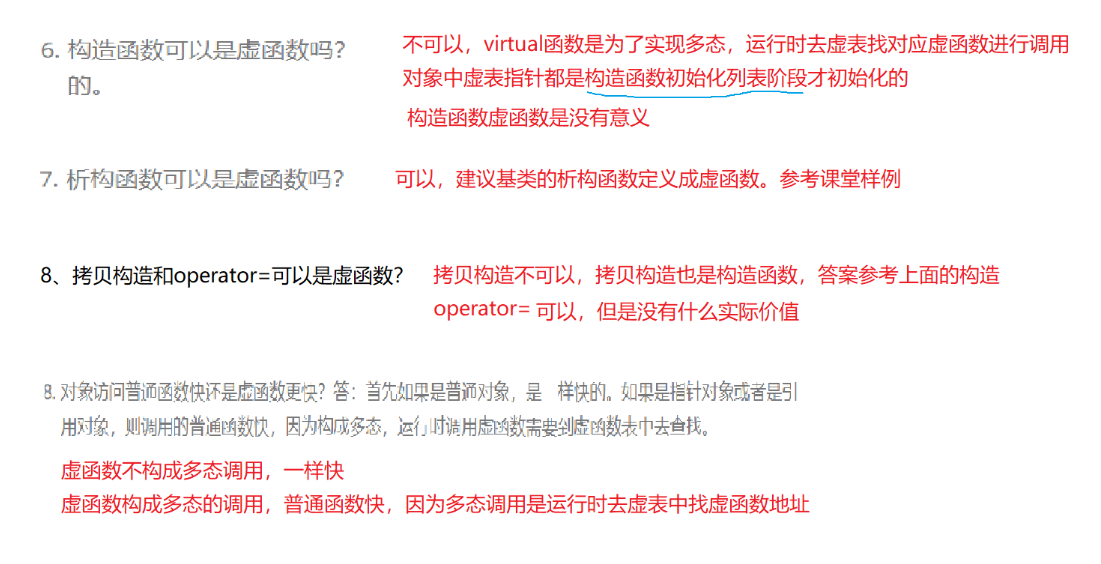 6. 构造函数可以是虚函数吗？ 不可以，virtual函数是为了实现多态，运行时去虚表找对应虚函数进行调用
的。 对象中虚表指针都是构造函数初始化列表阶段才初始化的
构造函数虚函数是没有意义
7. 析构函数可以是虚函数吗？ 可以，建议基类的析构函数定义成虚函数。参考课堂样例
8、拷贝构造和operator=可以是虚函数？ 拷贝构造不可以，拷贝构造也是构造函数，答案参考上面的构造
operator= 可以，但是没有什么实际价值
8. 对象访问普通函数快还是虚函数更快？答：首先如果是普通对象，是 样快的。如果是指针对象或者是引
用对象，则调用的普通函数快，因为构成多态，运行时调用虚函数需要到虚函数表中去查找。
虚函数不构成多态调用，一样快
虚函数构成多态的调用，普通函数快，因为多态调用是运行时去虚表中找虚函数地址